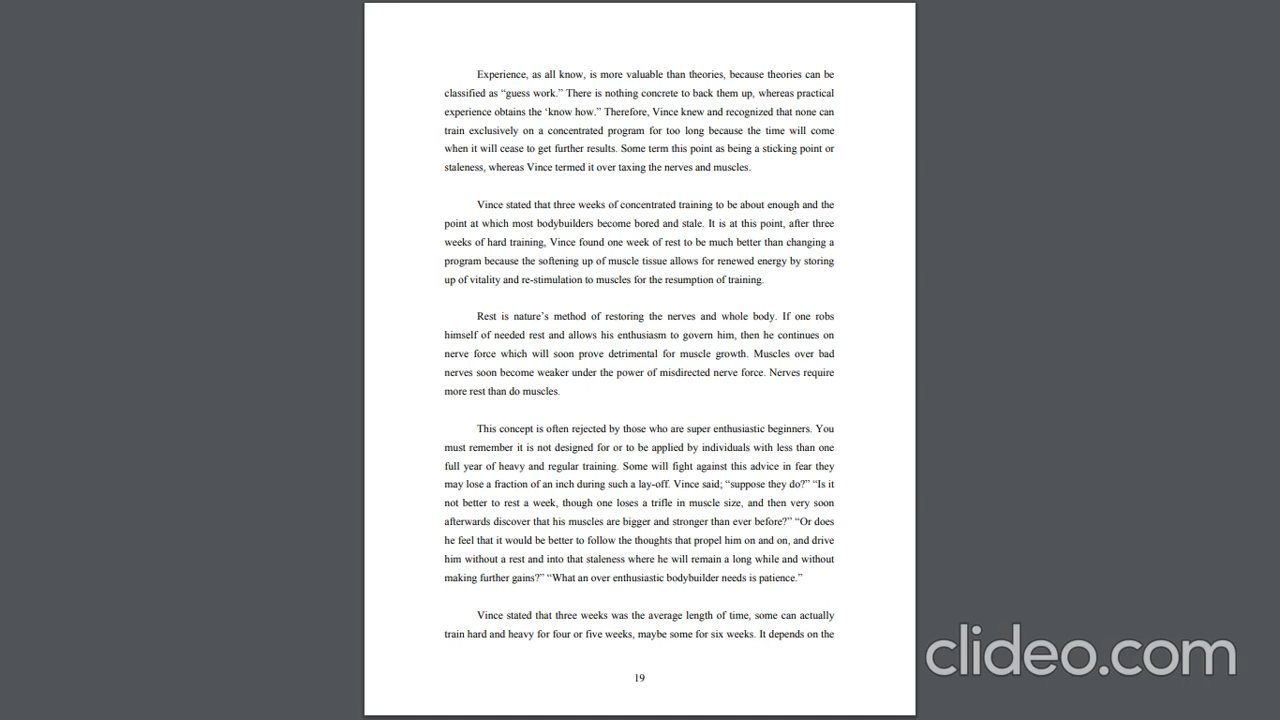 Experience, as all know, is more valuable than theories, because theories can be
classified as “guess work.” There is nothing concrete to back them up, whereas practical
experience obtains the ‘know how.” Therefore, Vince knew and recognized that none can
train exclusively on a concentrated program for too long because the time will come
when it will cease to get further results. Some term this point as being a sticking point or
staleness, whereas Vince termed it over taxing the nerves and muscles.
Vince stated that three weeks of concentrated training to be about enough and the
point at which most bodybuilders become bored and stale. It is at this point, after three
weeks of hard training, Vince found one week of rest to be much better than changing a
program because the softening up of muscle tissue allows for renewed energy by storing
up of vitality and re-stimulation to muscles for the resumption of training.
Rest is nature’s method of restoring the nerves and whole body. If one robs
himself of needed rest and allows his enthusiasm to govern him, then he continues on
nerve force which will soon prove detrimental for muscle growth. Muscles over bad
nerves soon become weaker under the power of misdirected nerve force. Nerves require
more rest than do muscles.
This concept is often rejected by those who are super enthusiastic beginners. You
must remember it is not designed for or to be applied by individuals with less than one
full year of heavy and regular training. Some will fight against this advice in fear they
may lose a fraction of an inch during such a lay-off. Vince said; “suppose they do?” “Is it
not better to rest a week, though one loses a trifle in muscle size, and then very soon
afterwards discover that his muscles are bigger and stronger than ever before?” “Or does
he feel that it would be better to follow the thoughts that propel him on and on, and drive
him without a rest and into that staleness where he will remain a long while and without
making further gains?” “What an over enthusiastic bodybuilder needs is patience.”
Vince stated that three weeks was the average length of time, some can actually
train hard and heavy for four or five weeks, maybe some for six weeks. It depends on the
19
clideo.com